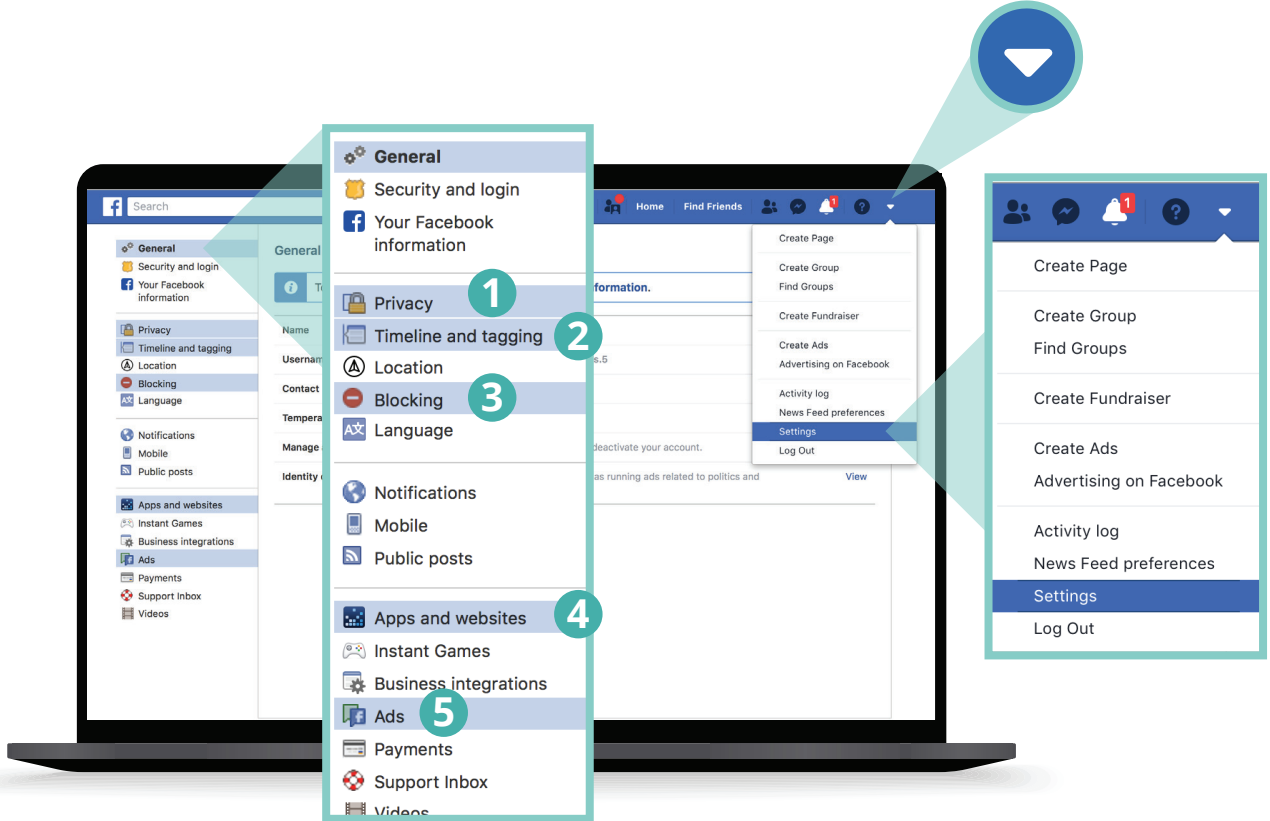 Search
Home
Find Friends
1
?
General
Security and login
Your Facebook
information
Privacy
Timeline and tagging
Location
Blocking
Language
Notifications
Mobile
Public posts
Apps and websites
Instant Games
Business integrations
Ads
Payments
Support Inbox
Videos
General
Name
Contact
Manage
Identity
formation.
s.5
deactivate your account.
as running ads related to politics and
View
Create Page
Create Group
Find Groups
Create Fundraiser
Create Ads
Advertising on Facebook
Activity log
News Feed preferences
Settings
Log Out
General
Security and login
Your Facebook
information
Privacy 1
Timeline and tagging 2
Location
Blocking 3
Language
Notifications
Mobile
Public posts
Apps and websites 4
Instant Games
Business integrations
Ads 5
Payments
Support Inbox
Videos
1
?
Create Page
Create Group
Find Groups
Create Fundraiser
Create Ads
Advertising on Facebook
Activity log
News Feed preferences
Settings
Log Out